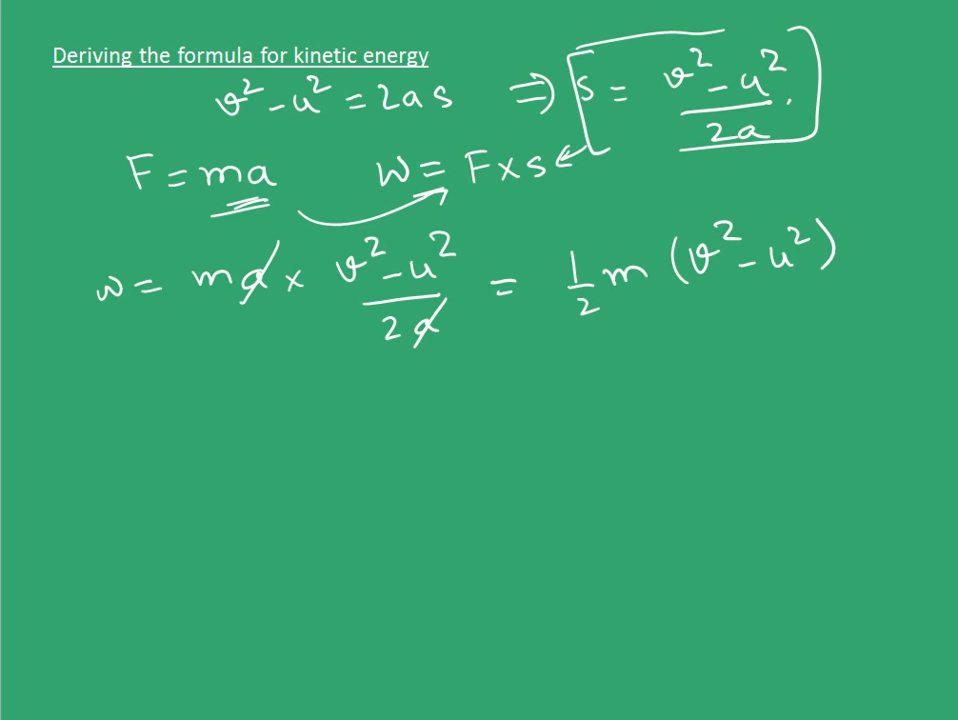 Deriving the formula for kinetic energy
v² - u² = 2as ⇒ s = v² - u² / 2a.
F = ma W = F × s
w = ma × v² - u² / 2a = 1/2 m (v² - u²)